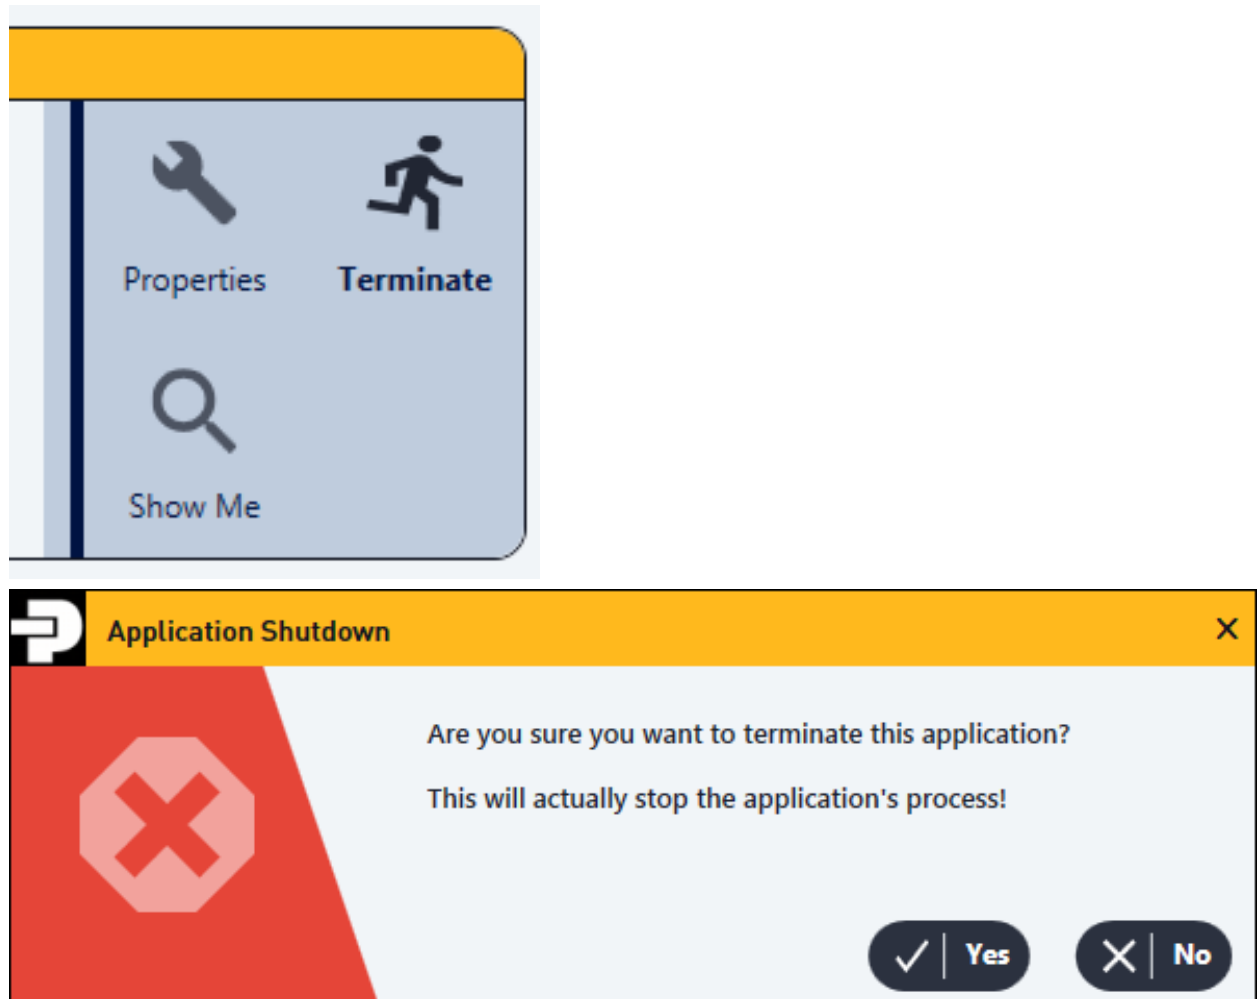 Properties
Terminate
Show Me
Application Shutdown
Are you sure you want to terminate this application?
This will actually stop the application's process!
Yes
No